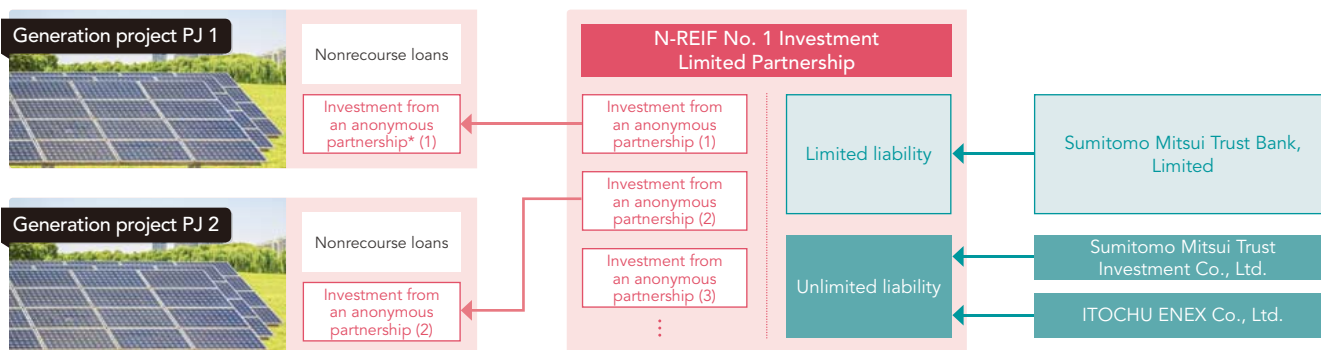 Generation project PJ 1
Nonrecourse loans
Investment from
an anonymous
partnership* (1)
Generation project PJ 2
Nonrecourse loans
Investment from
an anonymous
partnership (2)
N-REIF No. 1 Investment
Limited Partnership
Investment from
an anonymous
partnership (1)
Investment from
an anonymous
partnership (2)
Investment from
an anonymous
partnership (3)
⋮
Limited liability
Unlimited liability
Sumitomo Mitsui Trust Bank,
Limited
Sumitomo Mitsui Trust
Investment Co., Ltd.
ITOCHU ENEX Co., Ltd.